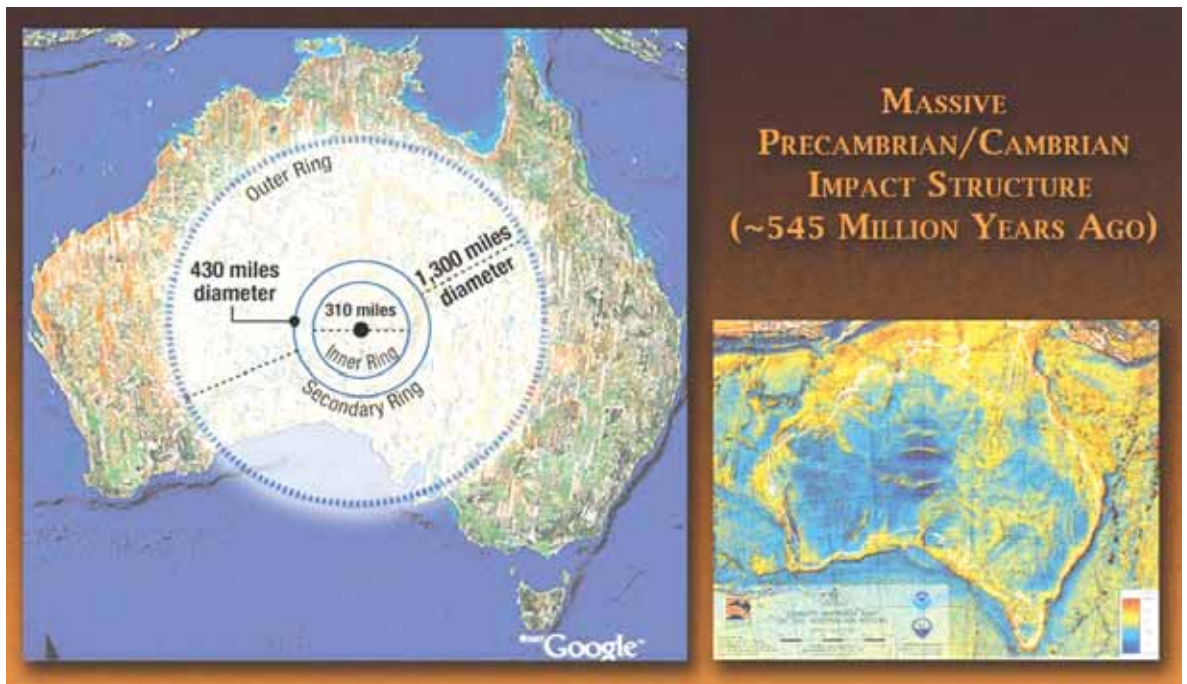 MASSIVE
PRECAMBRIAN/CAMBRIAN
IMPACT STRUCTURE
(~545 MILLION YEARS AGO)
Outer Ring
1,300 miles
diameter
430 miles
diameter
310 miles
Inner Ring
Secondary Ring
Google™